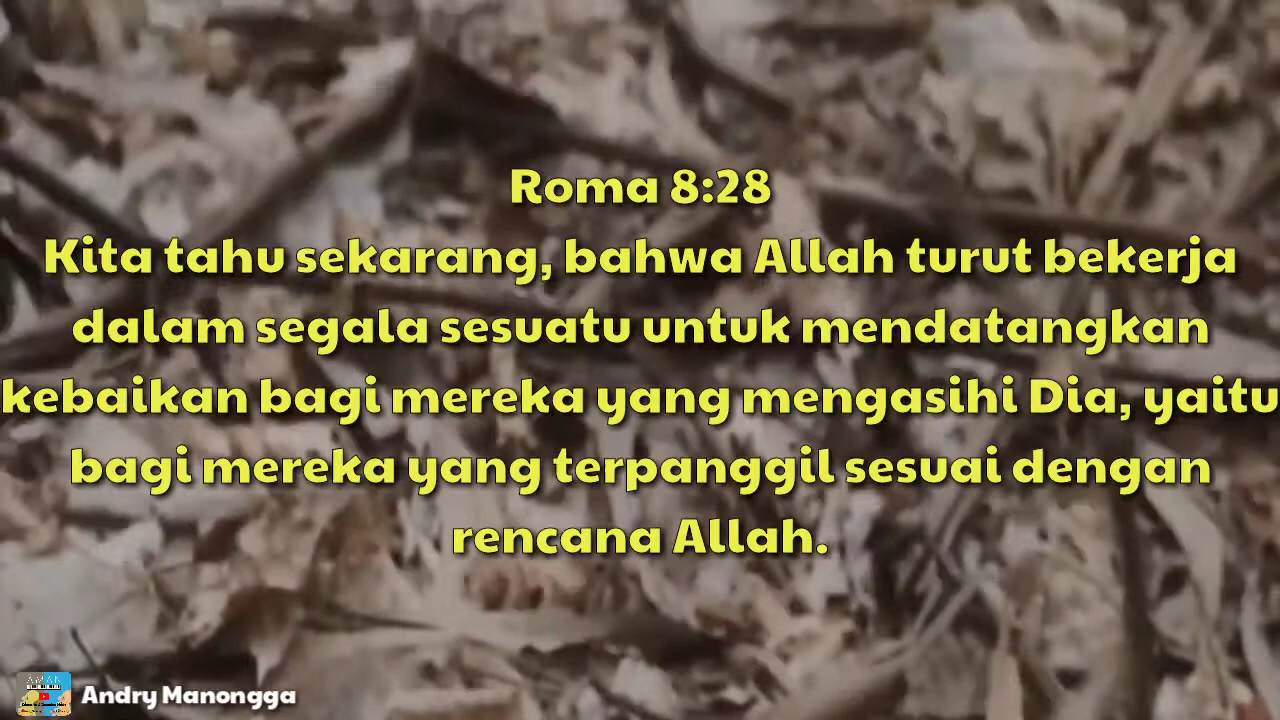 Roma 8:28
Kita tahu sekarang, bahwa Allah turut bekerja
dalam segala sesuatu untuk mendatangkan
kebaikan bagi mereka yang mengasihi Dia, yaitu
bagi mereka yang terpanggil sesuai dengan
rencana Allah.
AMAN
Andry Manongga